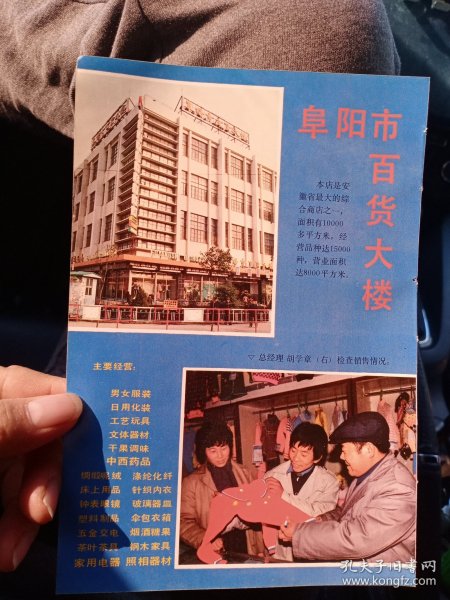 阜阳市
百货大楼
本店是安
徽省最大的综
合商店之一，
面积有10000
多平方米，经
营品种达15000
种，营业面积
达8000平方米。
▽ 总经理 胡学章（右）检查销售情况：
主要经营：
男女服装
日用化装
工艺玩具
文体器材
干果调味
中西药品
绸缎呢绒 涤纶化纤
床上用品 针织内衣
钟表眼镜 玻璃器皿
塑料制品 伞包衣箱
五金交电 烟酒糖果
茶叶茶具 钢木家具
家用电器 照相器材
孔夫子旧书网
www.kongfz.com